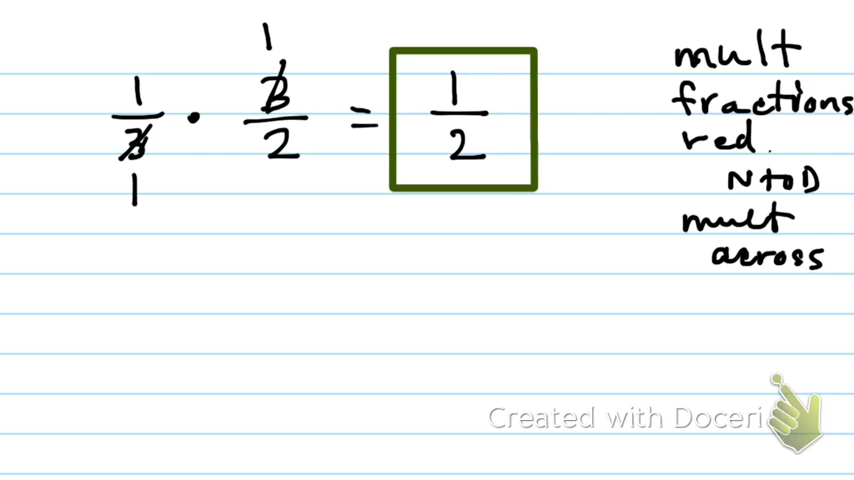 1/3 · 3/2 = 1/2
1
1
mult
fractions
red.
N to D
mult
across
Created with Doceri